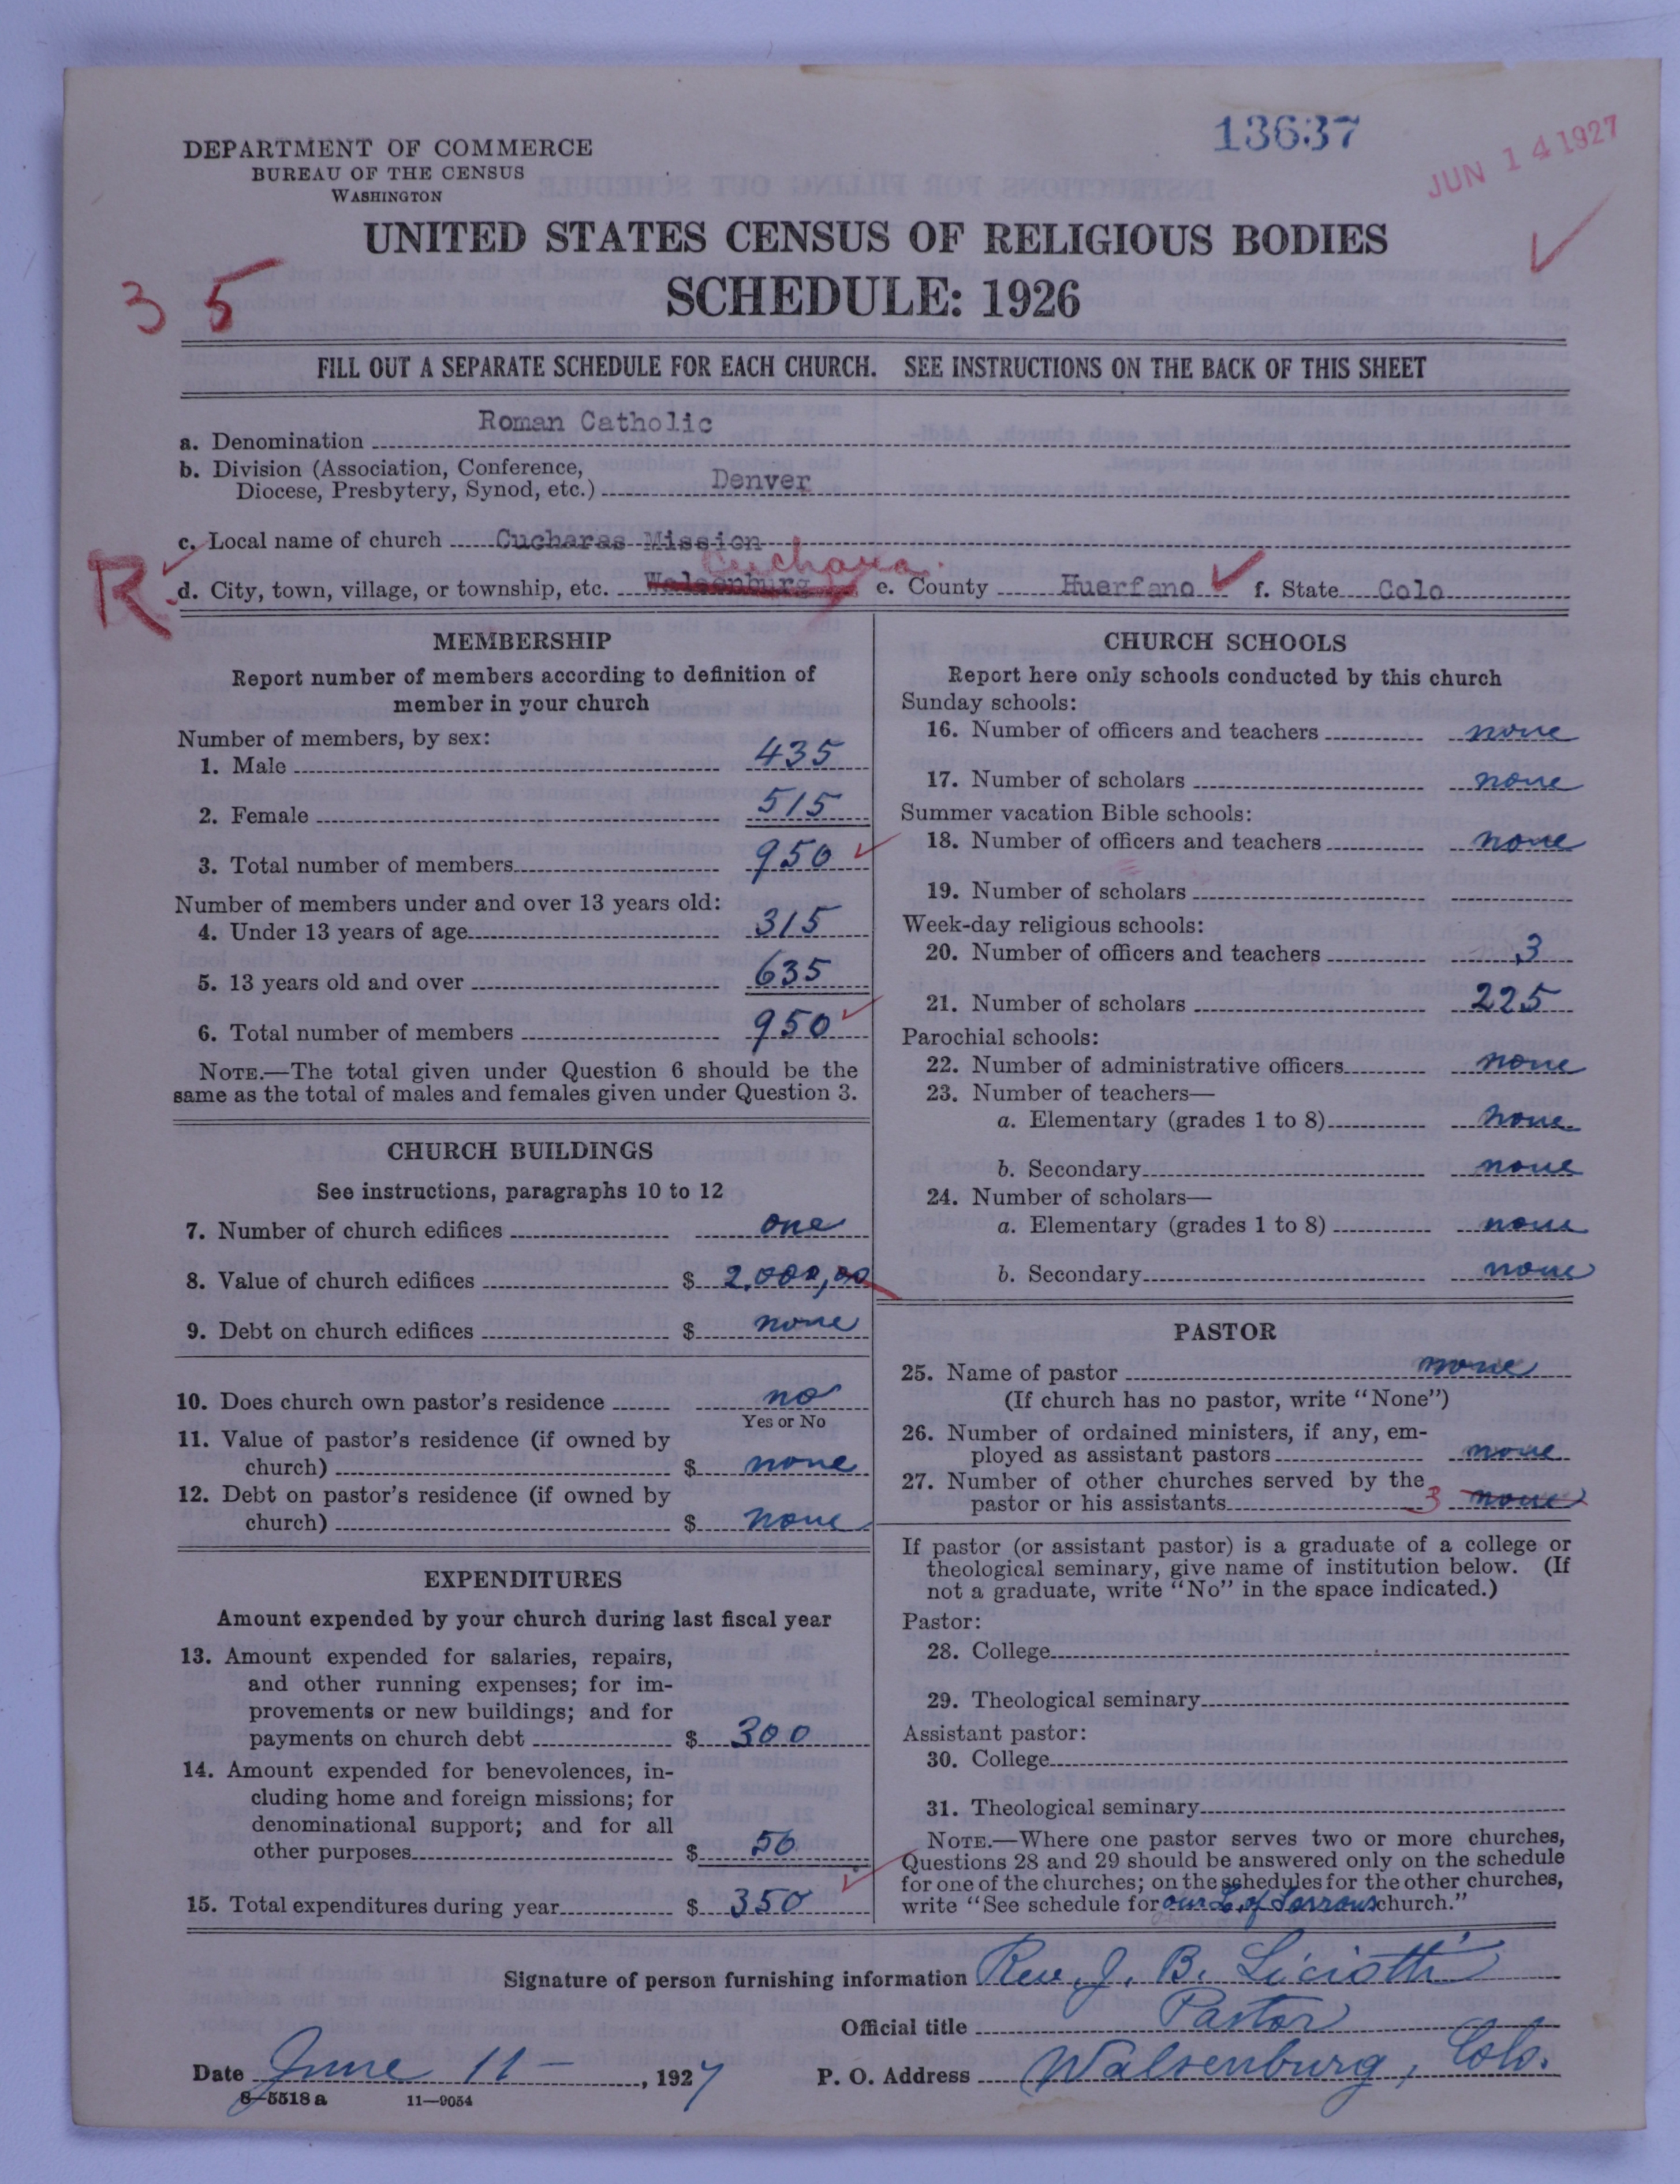 13637
JUN 14 1927
DEPARTMENT OF COMMERCE
BUREAU OF THE CENSUS
WASHINGTON
UNITED STATES CENSUS OF RELIGIOUS BODIES
SCHEDULE: 1926
3 5
FILL OUT A SEPARATE SCHEDULE FOR EACH CHURCH. SEE INSTRUCTIONS ON THE BACK OF THIS SHEET
a. Denomination Roman Catholic
b. Division (Association, Conference,
Diocese, Presbytery, Synod, etc.) Denver
c. Local name of church Cucharas Mission
R
Cuchara.
d. City, town, village, or township, etc. Walsenburg e. County Huerfano f. State Colo
MEMBERSHIP
Report number of members according to definition of
member in your church
Number of members, by sex:
1. Male 435
2. Female 515
3. Total number of members 950
Number of members under and over 13 years old:
4. Under 13 years of age 315
5. 13 years old and over 635
6. Total number of members 950
NOTE.—The total given under Question 6 should be the
same as the total of males and females given under Question 3.
CHURCH BUILDINGS
See instructions, paragraphs 10 to 12
7. Number of church edifices one
8. Value of church edifices $ 2,000,00
9. Debt on church edifices $ none
10. Does church own pastor's residence no
Yes or No
11. Value of pastor's residence (if owned by
church) $ none
12. Debt on pastor's residence (if owned by
church) $ none
EXPENDITURES
Amount expended by your church during last fiscal year
13. Amount expended for salaries, repairs,
and other running expenses; for im-
provements or new buildings; and for
payments on church debt $ 300
14. Amount expended for benevolences, in-
cluding home and foreign missions; for
denominational support; and for all
other purposes $ 50
15. Total expenditures during year $ 350
CHURCH SCHOOLS
Report here only schools conducted by this church
Sunday schools:
16. Number of officers and teachers none
17. Number of scholars none
Summer vacation Bible schools:
18. Number of officers and teachers none
19. Number of scholars
Week-day religious schools:
20. Number of officers and teachers 3
21. Number of scholars 225
Parochial schools:
22. Number of administrative officers none
23. Number of teachers—
a. Elementary (grades 1 to 8) none
b. Secondary none
24. Number of scholars—
a. Elementary (grades 1 to 8) none
b. Secondary none
PASTOR
25. Name of pastor none
(If church has no pastor, write "None")
26. Number of ordained ministers, if any, em-
ployed as assistant pastors none
27. Number of other churches served by the
pastor or his assistants 3 none
If pastor (or assistant pastor) is a graduate of a college or
theological seminary, give name of institution below. (If
not a graduate, write "No" in the space indicated.)
Pastor:
28. College
29. Theological seminary
Assistant pastor:
30. College
31. Theological seminary
NOTE.—Where one pastor serves two or more churches,
Questions 28 and 29 should be answered only on the schedule
for one of the churches; on the schedules for the other churches,
write "See schedule for our L. of Sorrows church."
Signature of person furnishing information Rev. J. B. Liciotti
Official title Pastor
Date June 11 - , 1927 P. O. Address Walsenburg, Colo.
8-5518 a 11-9054